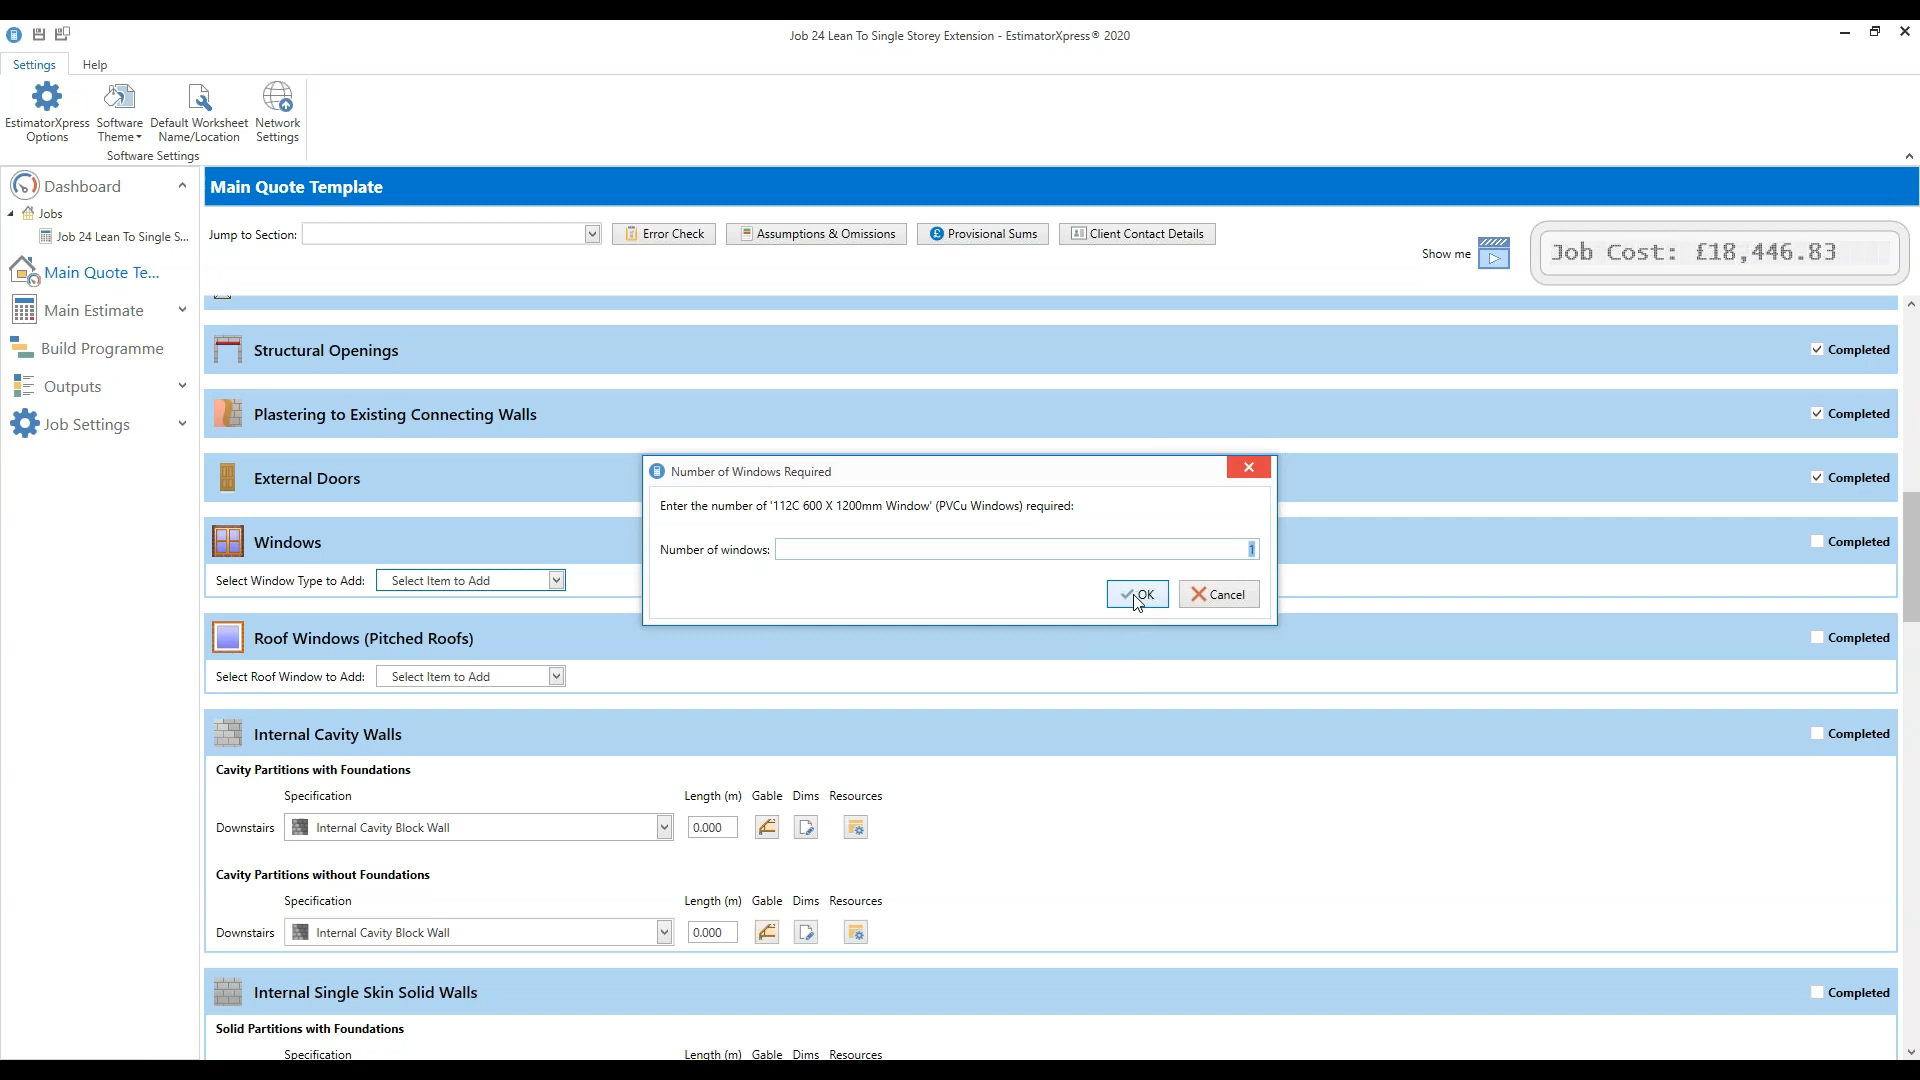 Job 24 Lean To Single Storey Extension - EstimatorXpress® 2020
Settings Help
EstimatorXpress Options
Software Theme
Default Worksheet Name/Location
Network Settings
Software Settings
Dashboard
Jobs
Job 24 Lean To Single S...
Main Quote Te...
Main Estimate
Build Programme
Outputs
Job Settings
Main Quote Template
Jump to Section: Error Check Assumptions & Omissions Provisional Sums Client Contact Details
Show me
Job Cost: £18,446.83
Structural Openings Completed
Plastering to Existing Connecting Walls Completed
External Doors Completed
Windows Completed
Select Window Type to Add: Select Item to Add
Number of Windows Required
Enter the number of '112C 600 X 1200mm Window' (PVCu Windows) required:
Number of windows: 1
OK Cancel
Roof Windows (Pitched Roofs) Completed
Select Roof Window to Add: Select Item to Add
Internal Cavity Walls Completed
Cavity Partitions with Foundations
Specification Length (m) Gable Dims Resources
Downstairs Internal Cavity Block Wall 0.000
Cavity Partitions without Foundations
Specification Length (m) Gable Dims Resources
Downstairs Internal Cavity Block Wall 0.000
Internal Single Skin Solid Walls Completed
Solid Partitions with Foundations
Specification Length (m) Gable Dims Resources